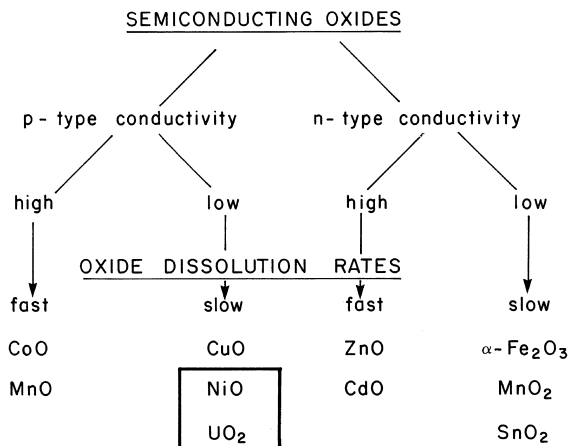 SEMICONDUCTING OXIDES
p-type conductivity n-type conductivity
high low high low
OXIDE DISSOLUTION RATES
fast slow fast slow
CoO CuO ZnO α-Fe₂O₃
MnO NiO CdO MnO₂
UO₂ SnO₂